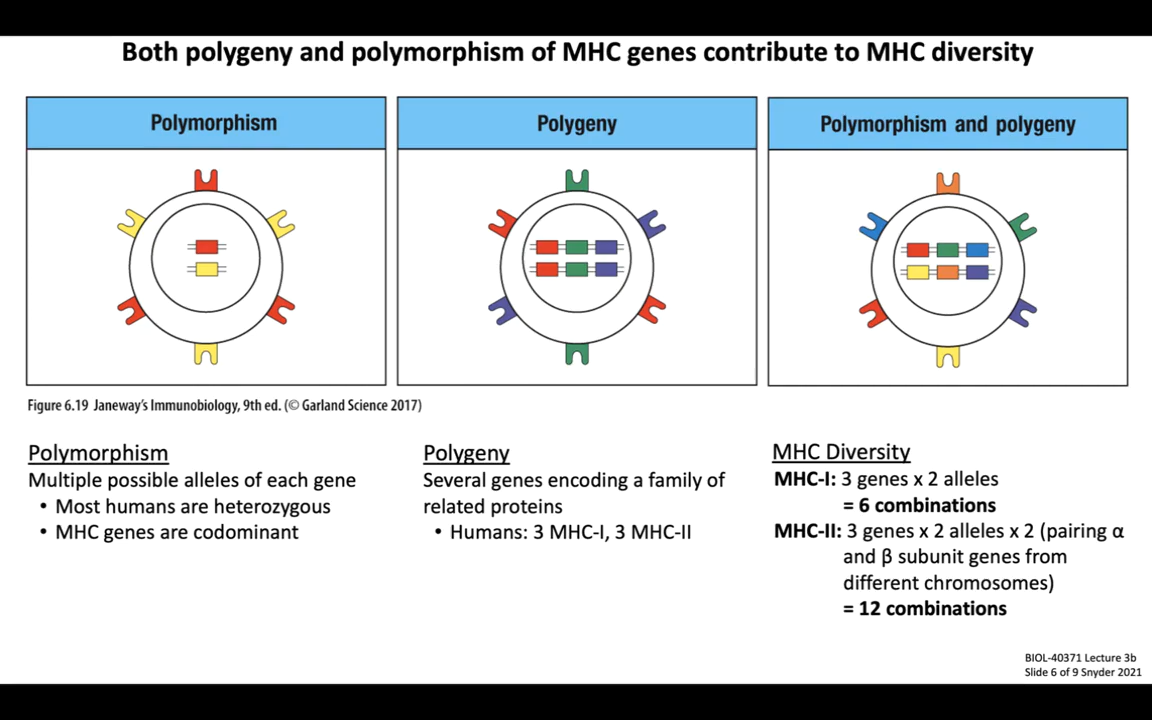 Both polygeny and polymorphism of MHC genes contribute to MHC diversity
Polymorphism
Polygeny
Polymorphism and polygeny
Figure 6.19 Janeway's Immunobiology, 9th ed. (© Garland Science 2017)
Polymorphism
Multiple possible alleles of each gene
• Most humans are heterozygous
• MHC genes are codominant
Polygeny
Several genes encoding a family of
related proteins
• Humans: 3 MHC-I, 3 MHC-II
MHC Diversity
MHC-I: 3 genes x 2 alleles
= 6 combinations
MHC-II: 3 genes x 2 alleles x 2 (pairing α
and β subunit genes from
different chromosomes)
= 12 combinations
BIOL-40371 Lecture 3b
Slide 6 of 9 Snyder 2021